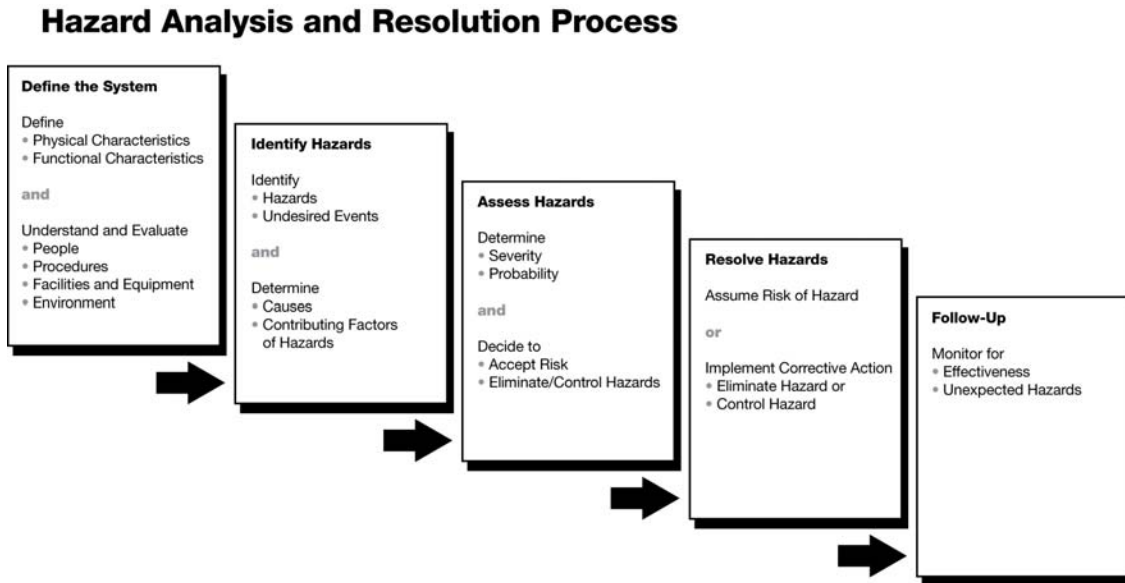 Hazard Analysis and Resolution Process
Define the System
Define
• Physical Characteristics
• Functional Characteristics
and
Understand and Evaluate
• People
• Procedures
• Facilities and Equipment
• Environment
Identify Hazards
Identify
• Hazards
• Undesired Events
and
Determine
• Causes
• Contributing Factors
of Hazards
Assess Hazards
Determine
• Severity
• Probability
and
Decide to
• Accept Risk
• Eliminate/Control Hazards
Resolve Hazards
Assume Risk of Hazard
or
Implement Corrective Action
• Eliminate Hazard or
• Control Hazard
Follow-Up
Monitor for
• Effectiveness
• Unexpected Hazards